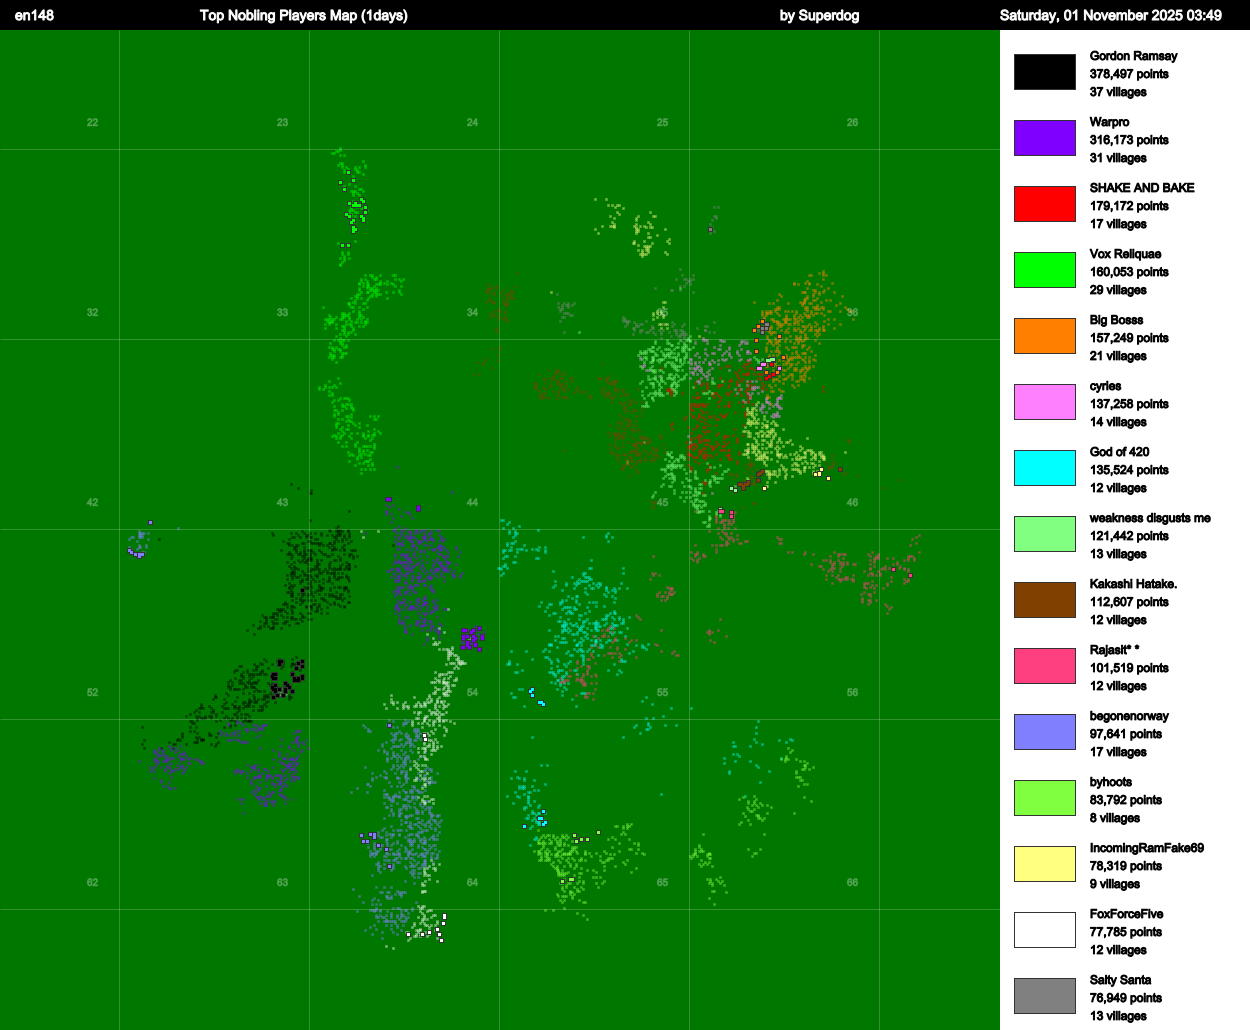 en148 Top Nobling Players Map (1days) by Superdog Saturday, 01 November 2025 03:49
22 23 24 25 26
32 33 34 35 36
42 43 44 45 46
52 53 54 55 56
62 63 64 65 66
Gordon Ramsay
378,497 points
37 villages
Warpro
316,173 points
31 villages
SHAKE AND BAKE
179,172 points
17 villages
Vox Reliquae
160,053 points
29 villages
Big Bosss
157,249 points
21 villages
cyries
137,258 points
14 villages
God of 420
135,524 points
12 villages
weakness disgusts me
121,442 points
13 villages
Kakashi Hatake.
112,607 points
12 villages
Rajasit* *
101,519 points
12 villages
begonenorway
97,641 points
17 villages
byhoots
83,792 points
8 villages
IncomingRamFake69
78,319 points
9 villages
FoxForceFive
77,785 points
12 villages
Salty Santa
76,949 points
13 villages